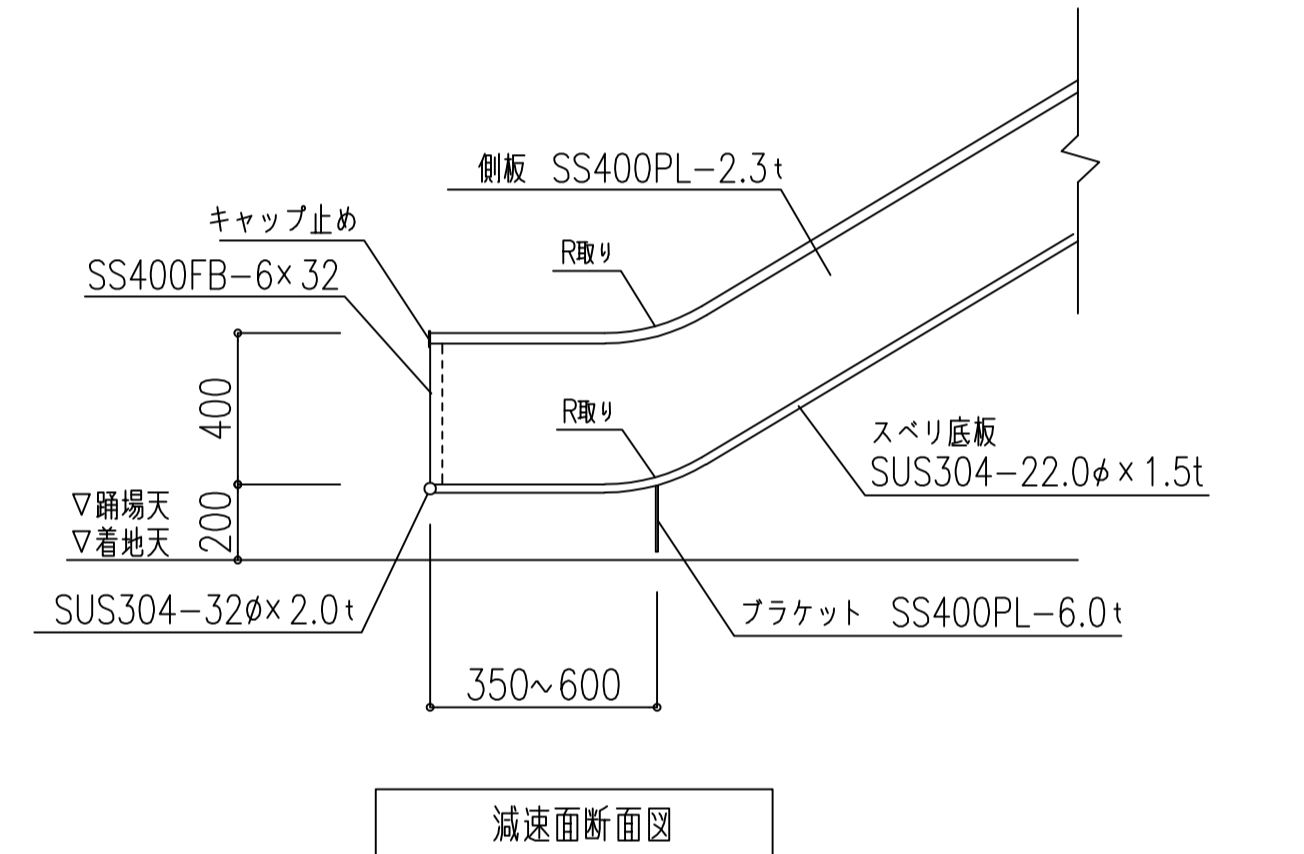 側板 SS400PL-2.3t
キャップ止め
R取り
SS400FB-6×32
400
R取り
スベリ底板
SUS304-22.0φ×1.5t
▽踊場天
200
▽着地天
SUS304-32φ×2.0t
ブラケット SS400PL-6.0t
350~600
減速面断面図